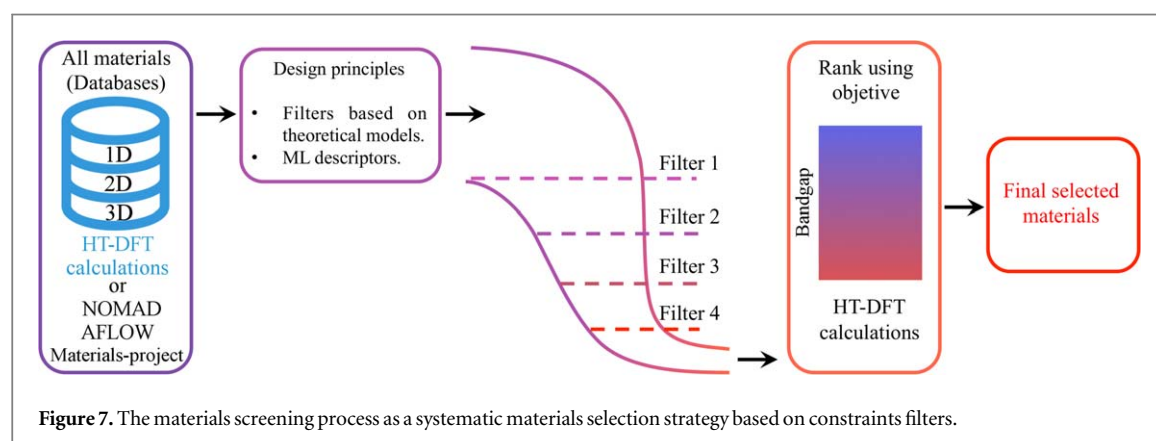 All materials
(Databases)
1D
2D
3D
HT-DFT
calculations
or
NOMAD
AFLOW
Materials-project
Design principles
• Filters based on
theoretical models.
• ML descriptors.
Filter 1
Filter 2
Filter 3
Filter 4
Rank using
objetive
Bandgap
HT-DFT
calculations
Final selected
materials
Figure 7. The materials screening process as a systematic materials selection strategy based on constraints filters.